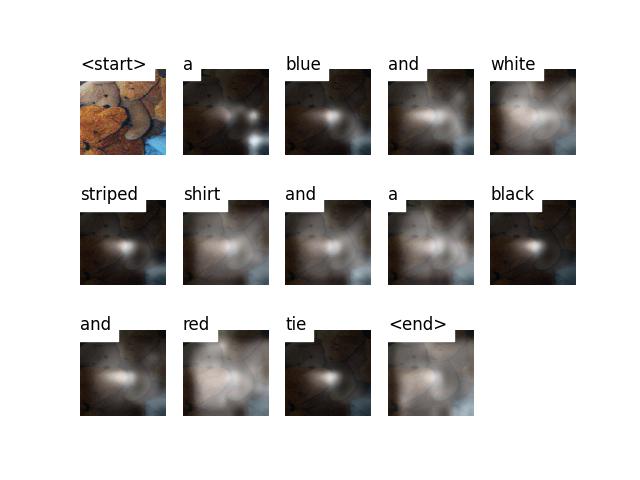 <start> a blue and white
striped shirt and a black
and red tie <end>